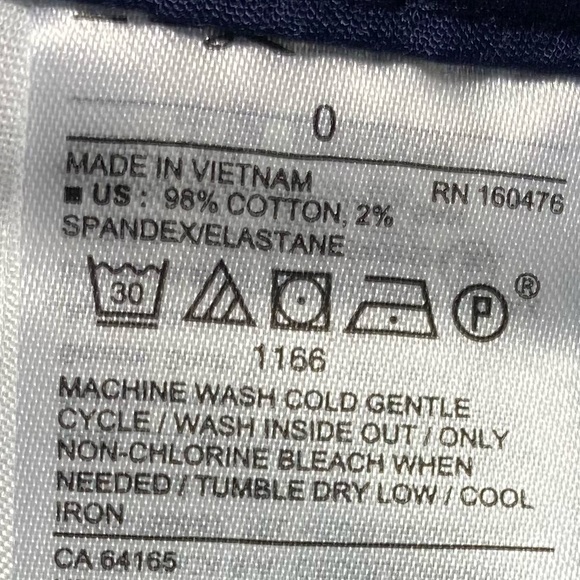 0
MADE IN VIETNAM RN 160476
■ US : 98% COTTON, 2%
SPANDEX/ELASTANE
30 P ®
1166
MACHINE WASH COLD GENTLE
CYCLE / WASH INSIDE OUT / ONLY
NON-CHLORINE BLEACH WHEN
NEEDED / TUMBLE DRY LOW / COOL
IRON
CA 64165